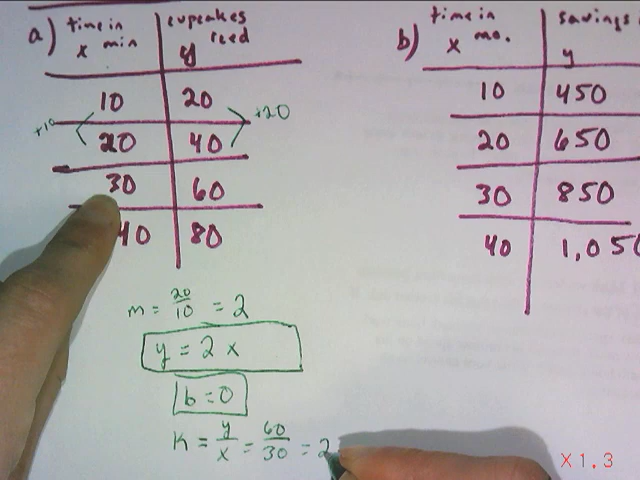 a) time in x min cupcakes iced y
10 20
+10 20 40 +20
30 60
40 80
m = 20/10 = 2
y = 2x
b = 0
K = y/x = 60/30 = 2
b) time in x mo. savings y
10 450
20 650
30 850
40 1,050
X1.3